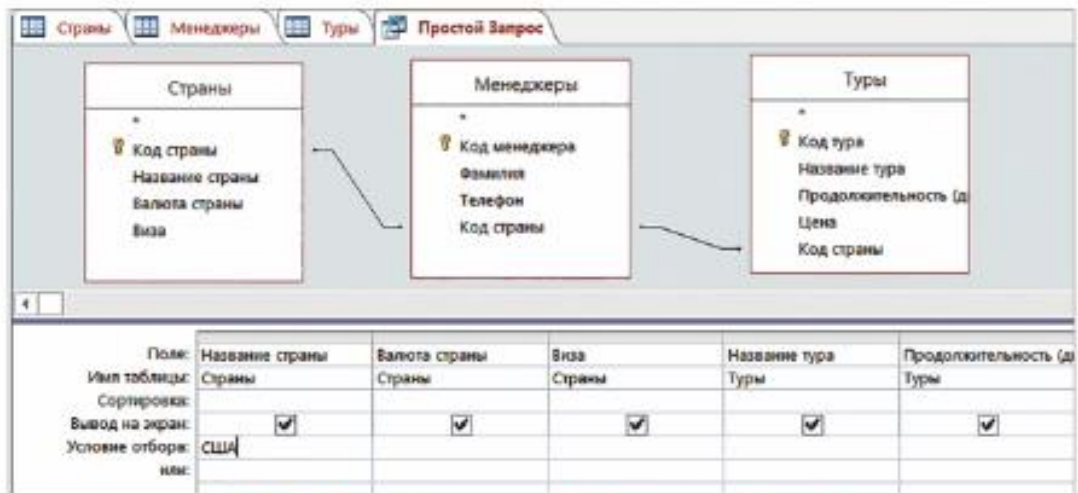 Страны Менеджеры Туры Простой Запрос
Страны
*
Код страны
Название страны
Валюта страны
Виза
Менеджеры
*
Код менеджера
Фамилия
Телефон
Код страны
Туры
*
Код тура
Название тура
Продолжительность (д
Цена
Код страны
Поле: Название страны Валюта страны Виза Название тура Продолжительность (д
Имя таблицы: Страны Страны Страны Туры Туры
Сортировка:
Вывод на экран:
Условие отбора: США
или: